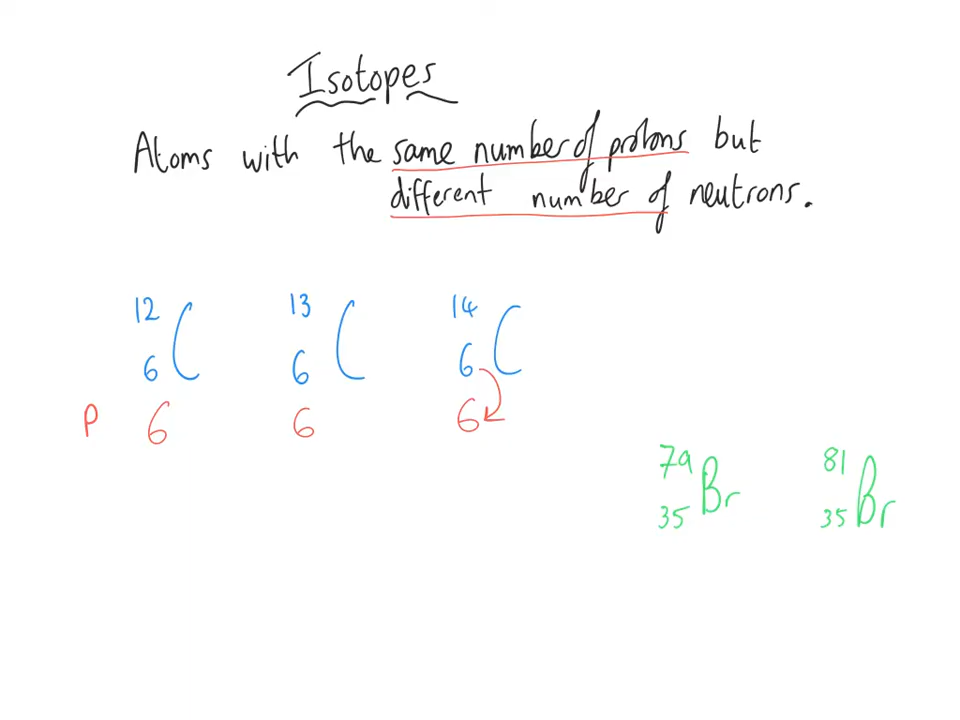 Isotopes
Atoms with the same number of protons but
different number of neutrons.
12 13 14
6 C 6 C 6 C
P 6 6 6
79 81
35 Br 35 Br